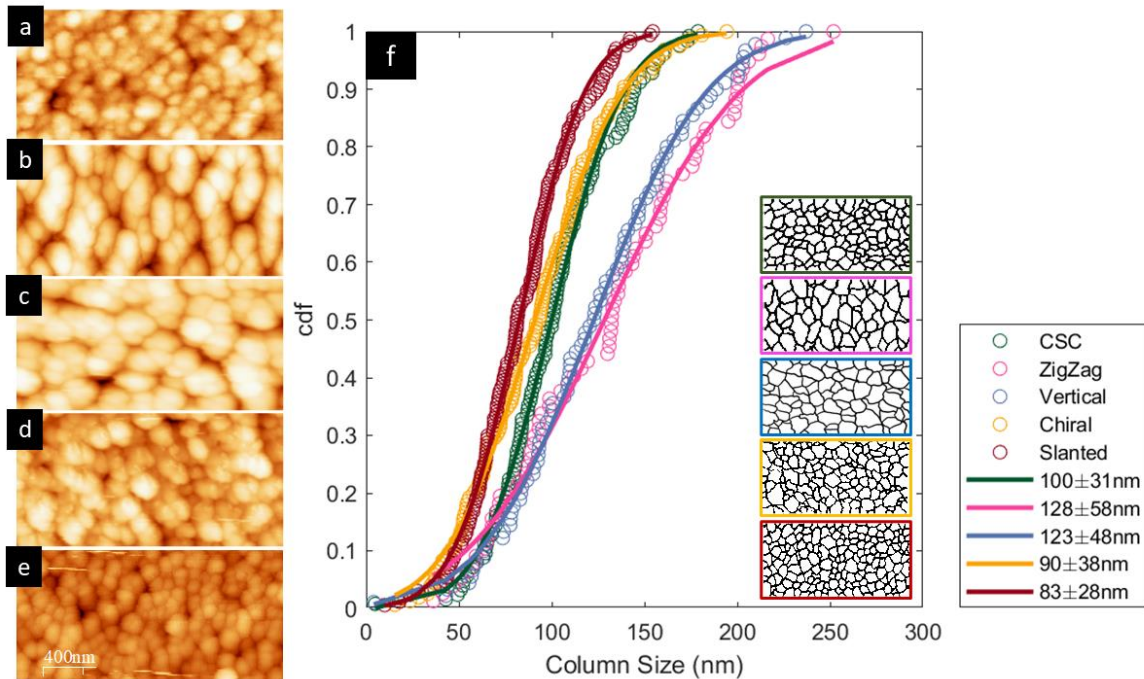 a
b
c
d
e
400nm
f
cdf
1
0.9
0.8
0.7
0.6
0.5
0.4
0.3
0.2
0.1
0
0
50
100
150
200
250
300
Column Size (nm)
CSC
ZigZag
Vertical
Chiral
Slanted
100±31nm
128±58nm
123±48nm
90±38nm
83±28nm